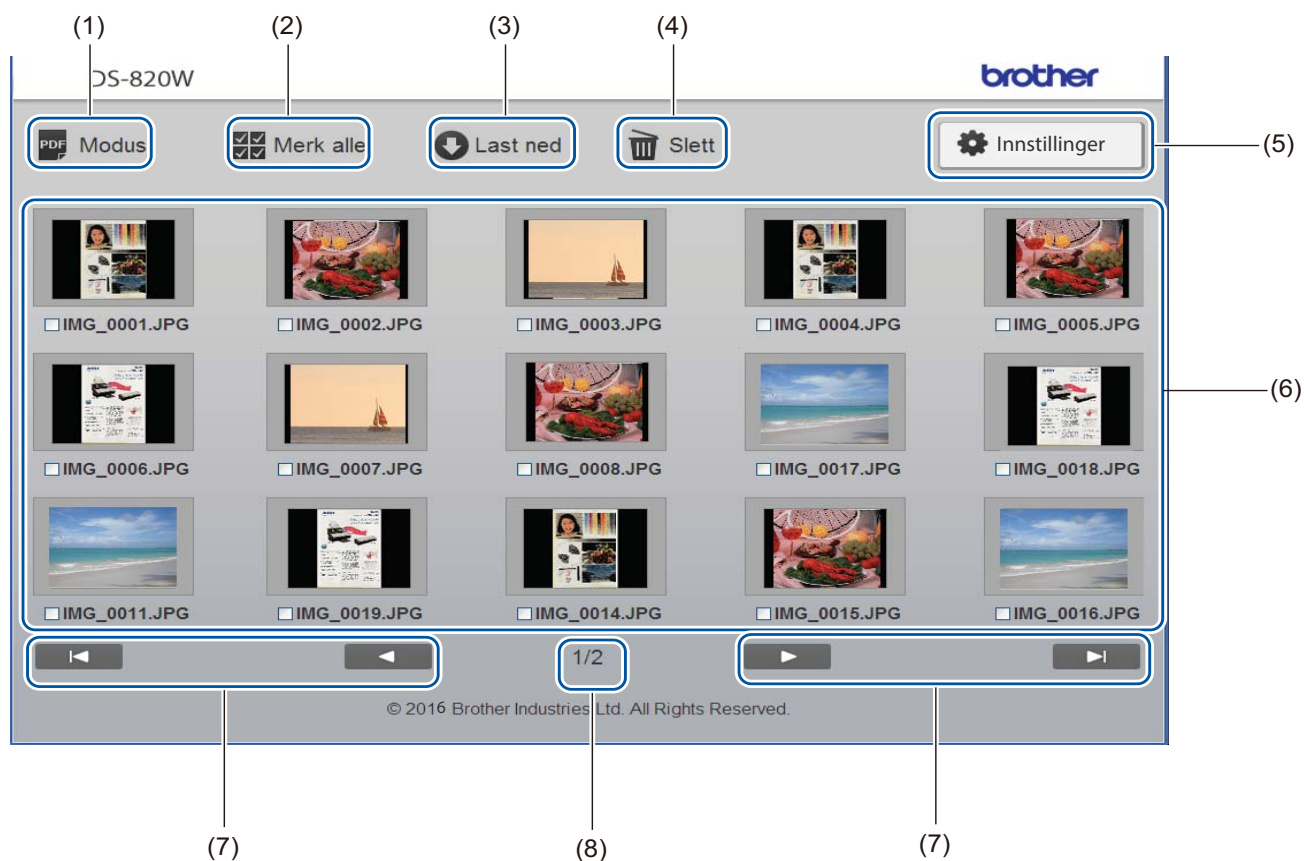 (1) (2) (3) (4)
DS-820W brother
PDF Modus Merk alle Last ned Slett Innstillinger (5)
IMG_0001.JPG IMG_0002.JPG IMG_0003.JPG IMG_0004.JPG IMG_0005.JPG
(6)
IMG_0006.JPG IMG_0007.JPG IMG_0008.JPG IMG_0017.JPG IMG_0018.JPG
IMG_0011.JPG IMG_0019.JPG IMG_0014.JPG IMG_0015.JPG IMG_0016.JPG
1/2
© 2016 Brother Industries Ltd. All Rights Reserved.
(7) (8) (7)